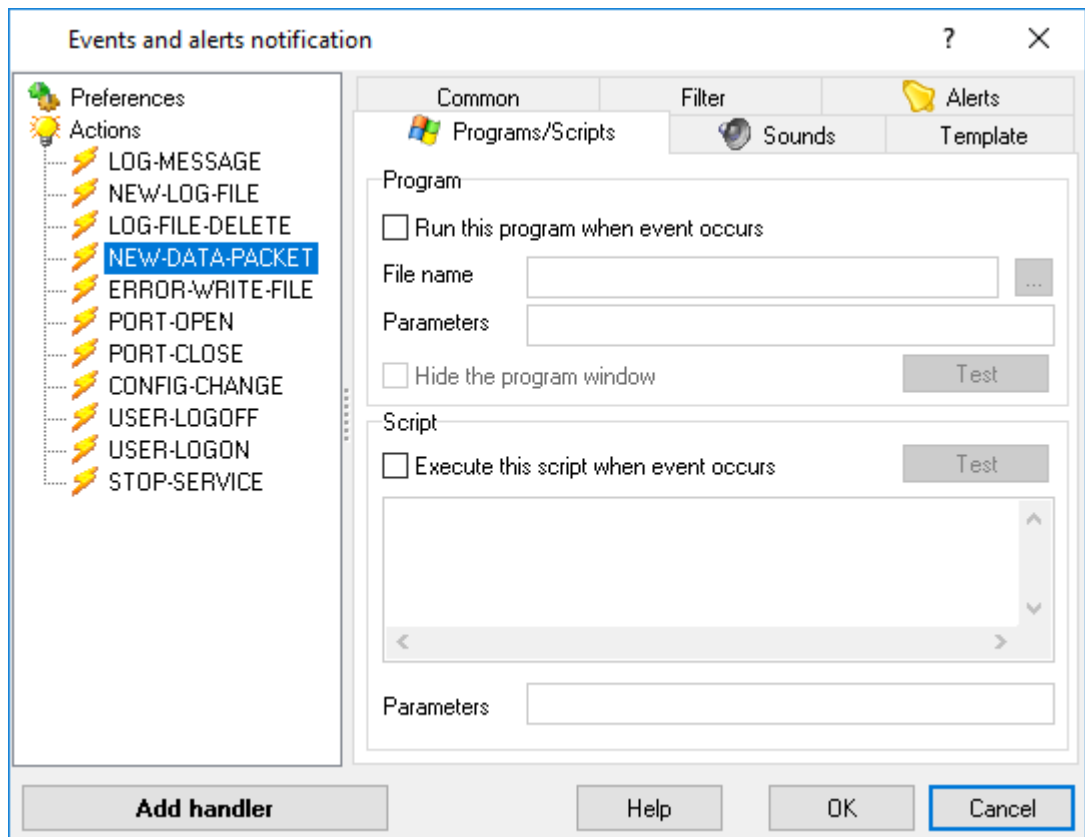 Events and alerts notification
?
Preferences
Actions
LOG-MESSAGE
NEW-LOG-FILE
LOG-FILE-DELETE
NEW-DATA-PACKET
ERROR-WRITE-FILE
PORT-OPEN
PORT-CLOSE
CONFIG-CHANGE
USER-LOGOFF
USER-LOGON
STOP-SERVICE
Common Filter Alerts
Programs/Scripts Sounds Template
Program
Run this program when event occurs
File name ...
Parameters
Hide the program window Test
Script
Execute this script when event occurs Test
Parameters
Add handler Help OK Cancel